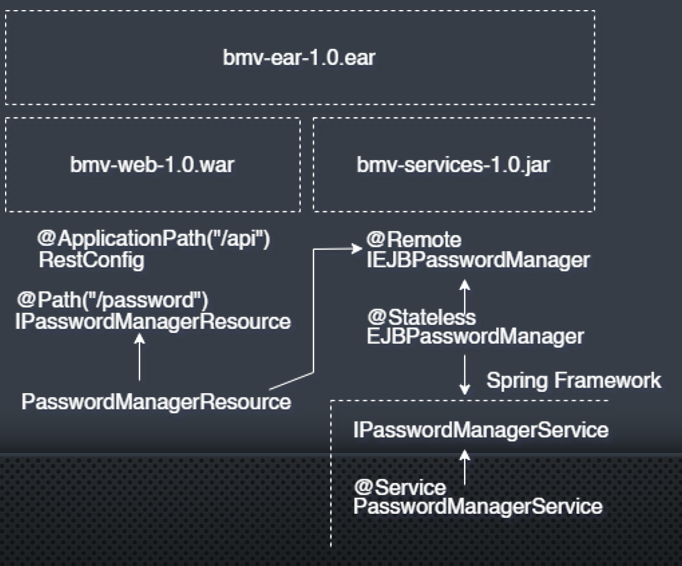 bmv-ear-1.0.ear
bmv-web-1.0.war
bmv-services-1.0.jar
@ApplicationPath("/api")
RestConfig
@Path("/password")
IPasswordManagerResource
PasswordManagerResource
@Remote
IEJBPasswordManager
@Stateless
EJBPasswordManager
Spring Framework
IPasswordManagerService
@Service
PasswordManagerService